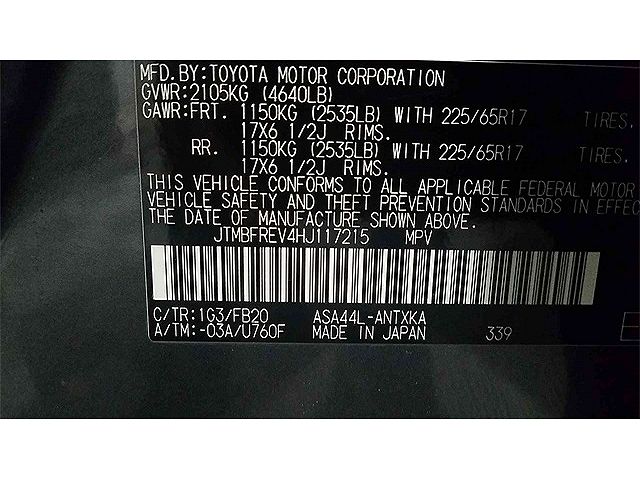 MFD.BY:TOYOTA MOTOR CORPORATION
GVWR:2105KG (4640LB)
GAWR:FRT. 1150KG (2535LB) WITH 225/65R17 TIRES.
17X6 1/2J RIMS.
RR. 1150KG (2535LB) WITH 225/65R17 TIRES.
17X6 1/2J RIMS.
THIS VEHICLE CONFORMS TO ALL APPLICABLE FEDERAL MOTOR
VEHICLE SAFETY AND THEFT PREVENTION STANDARDS IN EFFEC
THE DATE OF MANUFACTURE SHOWN ABOVE.
JTMBFREV4HJ117215 MPV
C/TR:1G3/FB20 ASA44L-ANTXKA
A/TM:-03A/U760F MADE IN JAPAN 339